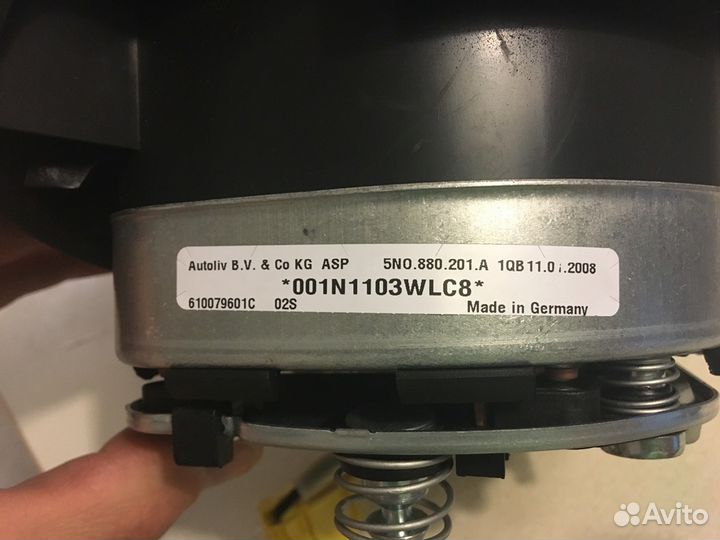 Autoliv B.V. & Co KG ASP 5N0.880.201.A 1QB
*001N1103WLC8*
610079601C 02S Made in Germany
Avito